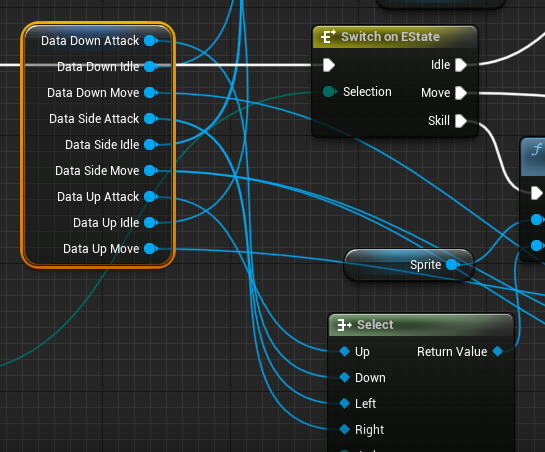 Data Down Attack
Data Down Idle
Data Down Move
Data Side Attack
Data Side Idle
Data Side Move
Data Up Attack
Data Up Idle
Data Up Move
Switch on EState
Idle
Selection
Move
Skill
f
Sprite
Select
Up
Return Value
Down
Left
Right